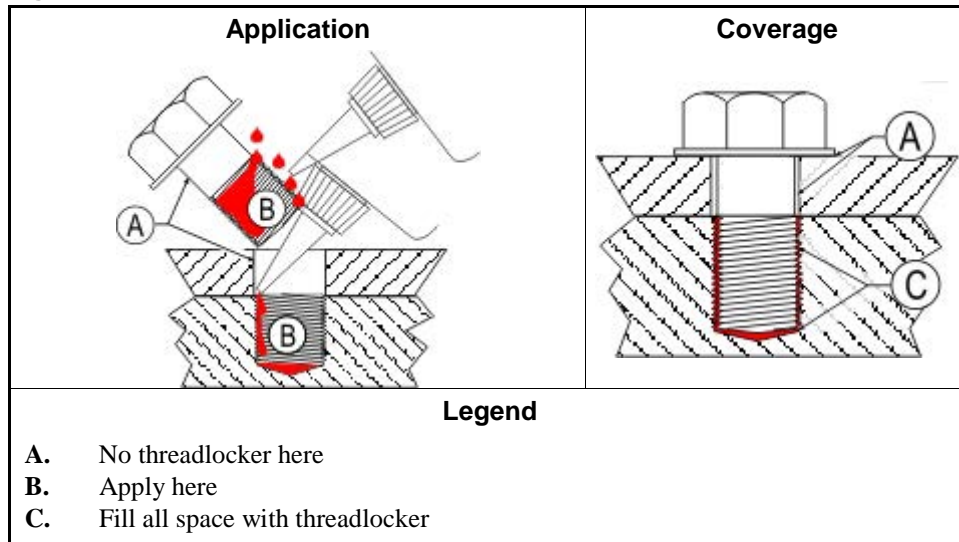 Application
Coverage
A
B
B
A
C
Legend
A. No threadlocker here
B. Apply here
C. Fill all space with threadlocker